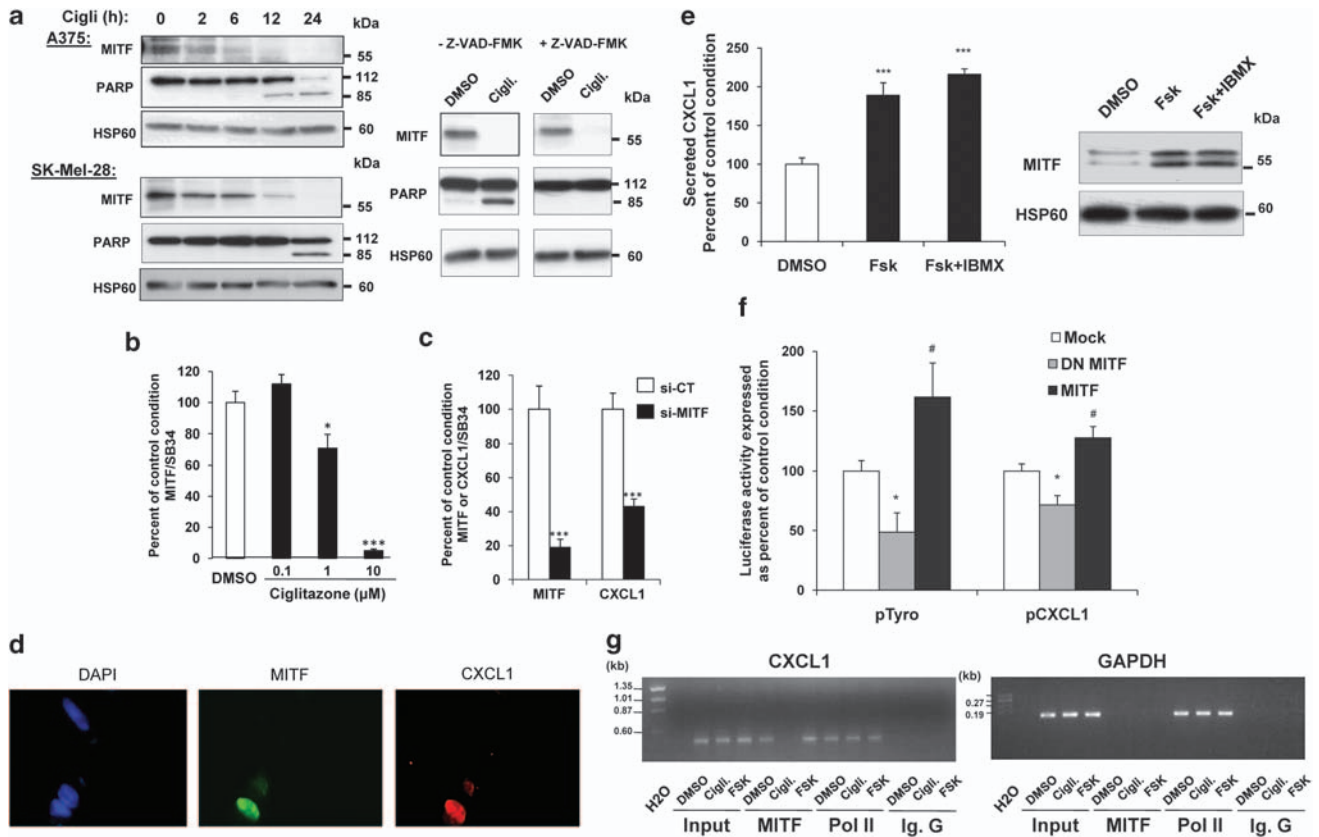 a
Cigli (h): 0 2 6 12 24
kDa
A375:
MITF
55
PARP
112
85
HSP60
60
SK-Mel-28:
kDa
MITF
55
PARP
112
85
HSP60
60
- Z-VAD-FMK + Z-VAD-FMK
DMSO Cigli. DMSO Cigli.
kDa
MITF
55
PARP
112
85
HSP60
60
b
Percent of control condition
MITF/SB34
120
100
80
60
40
20
0
*
***
DMSO 0.1 1 10
Ciglitazone (µM)
c
Percent of control condition
MITF or CXCL1/SB34
120
100
80
60
40
20
0
si-CT
si-MITF
***
***
MITF CXCL1
d
DAPI MITF CXCL1
e
Secreted CXCL1
Percent of control condition
250
200
150
100
50
0
***
***
DMSO Fsk Fsk+IBMX
DMSO Fsk Fsk+IBMX
kDa
MITF
55
HSP60
60
f
Luciferase activity expressed
as percent of control condition
200
150
100
50
0
Mock
DN MITF
MITF
* # * #
pTyro pCXCL1
g
CXCL1
(kb)
1.35
1.01
0.87
0.60
H2O DMSO Cigli. FSK DMSO Cigli. FSK DMSO Cigli. FSK DMSO Cigli. FSK
Input MITF Pol II Ig. G
GAPDH
(kb)
0.27
0.19
H2O DMSO Cigli. FSK DMSO Cigli. FSK DMSO Cigli. FSK DMSO Cigli. FSK
Input MITF Pol II Ig. G